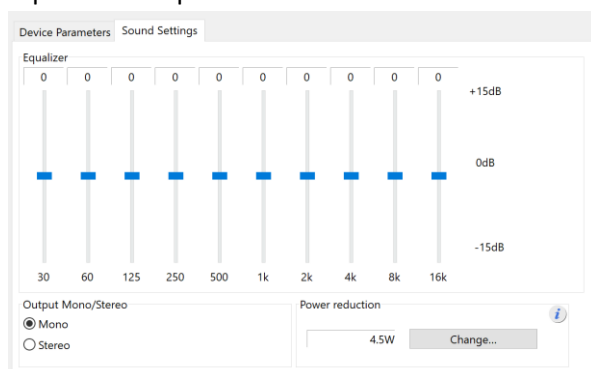 Device Parameters Sound Settings
Equalizer
0 0 0 0 0 0 0 0 0 0
+15dB
0dB
-15dB
30 60 125 250 500 1k 2k 4k 8k 16k
Output Mono/Stereo Power reduction
i
Mono
4.5W Change...
Stereo